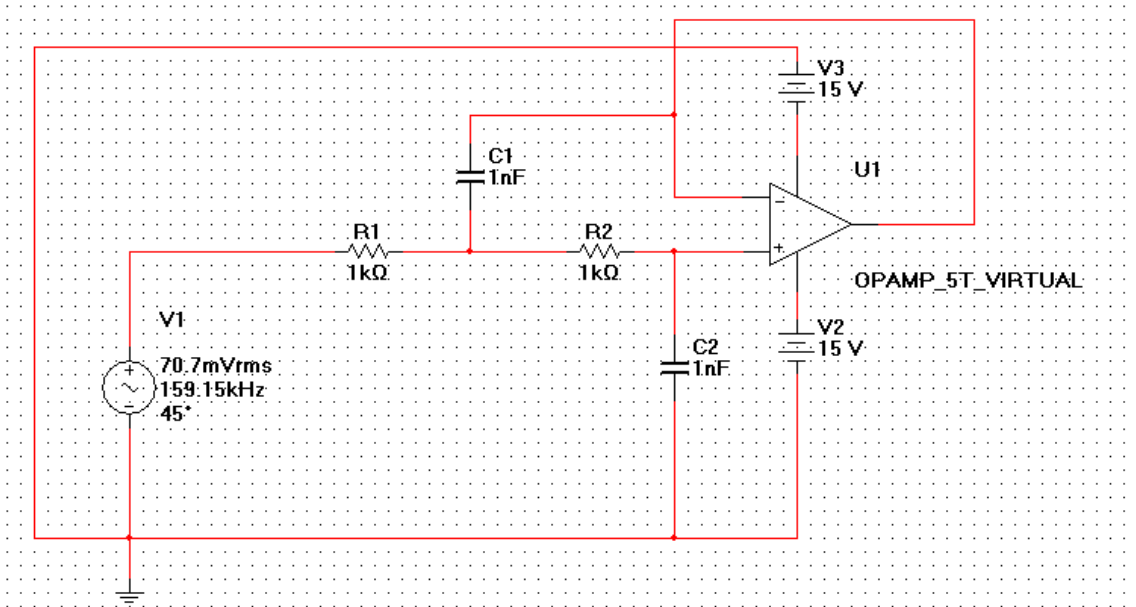 V3
15 V
C1
1nF
U1
−
+
R1
1kΩ
R2
1kΩ
OPAMP_5T_VIRTUAL
V1
+
−
70.7mVrms
159.15kHz
45°
V2
15 V
C2
1nF